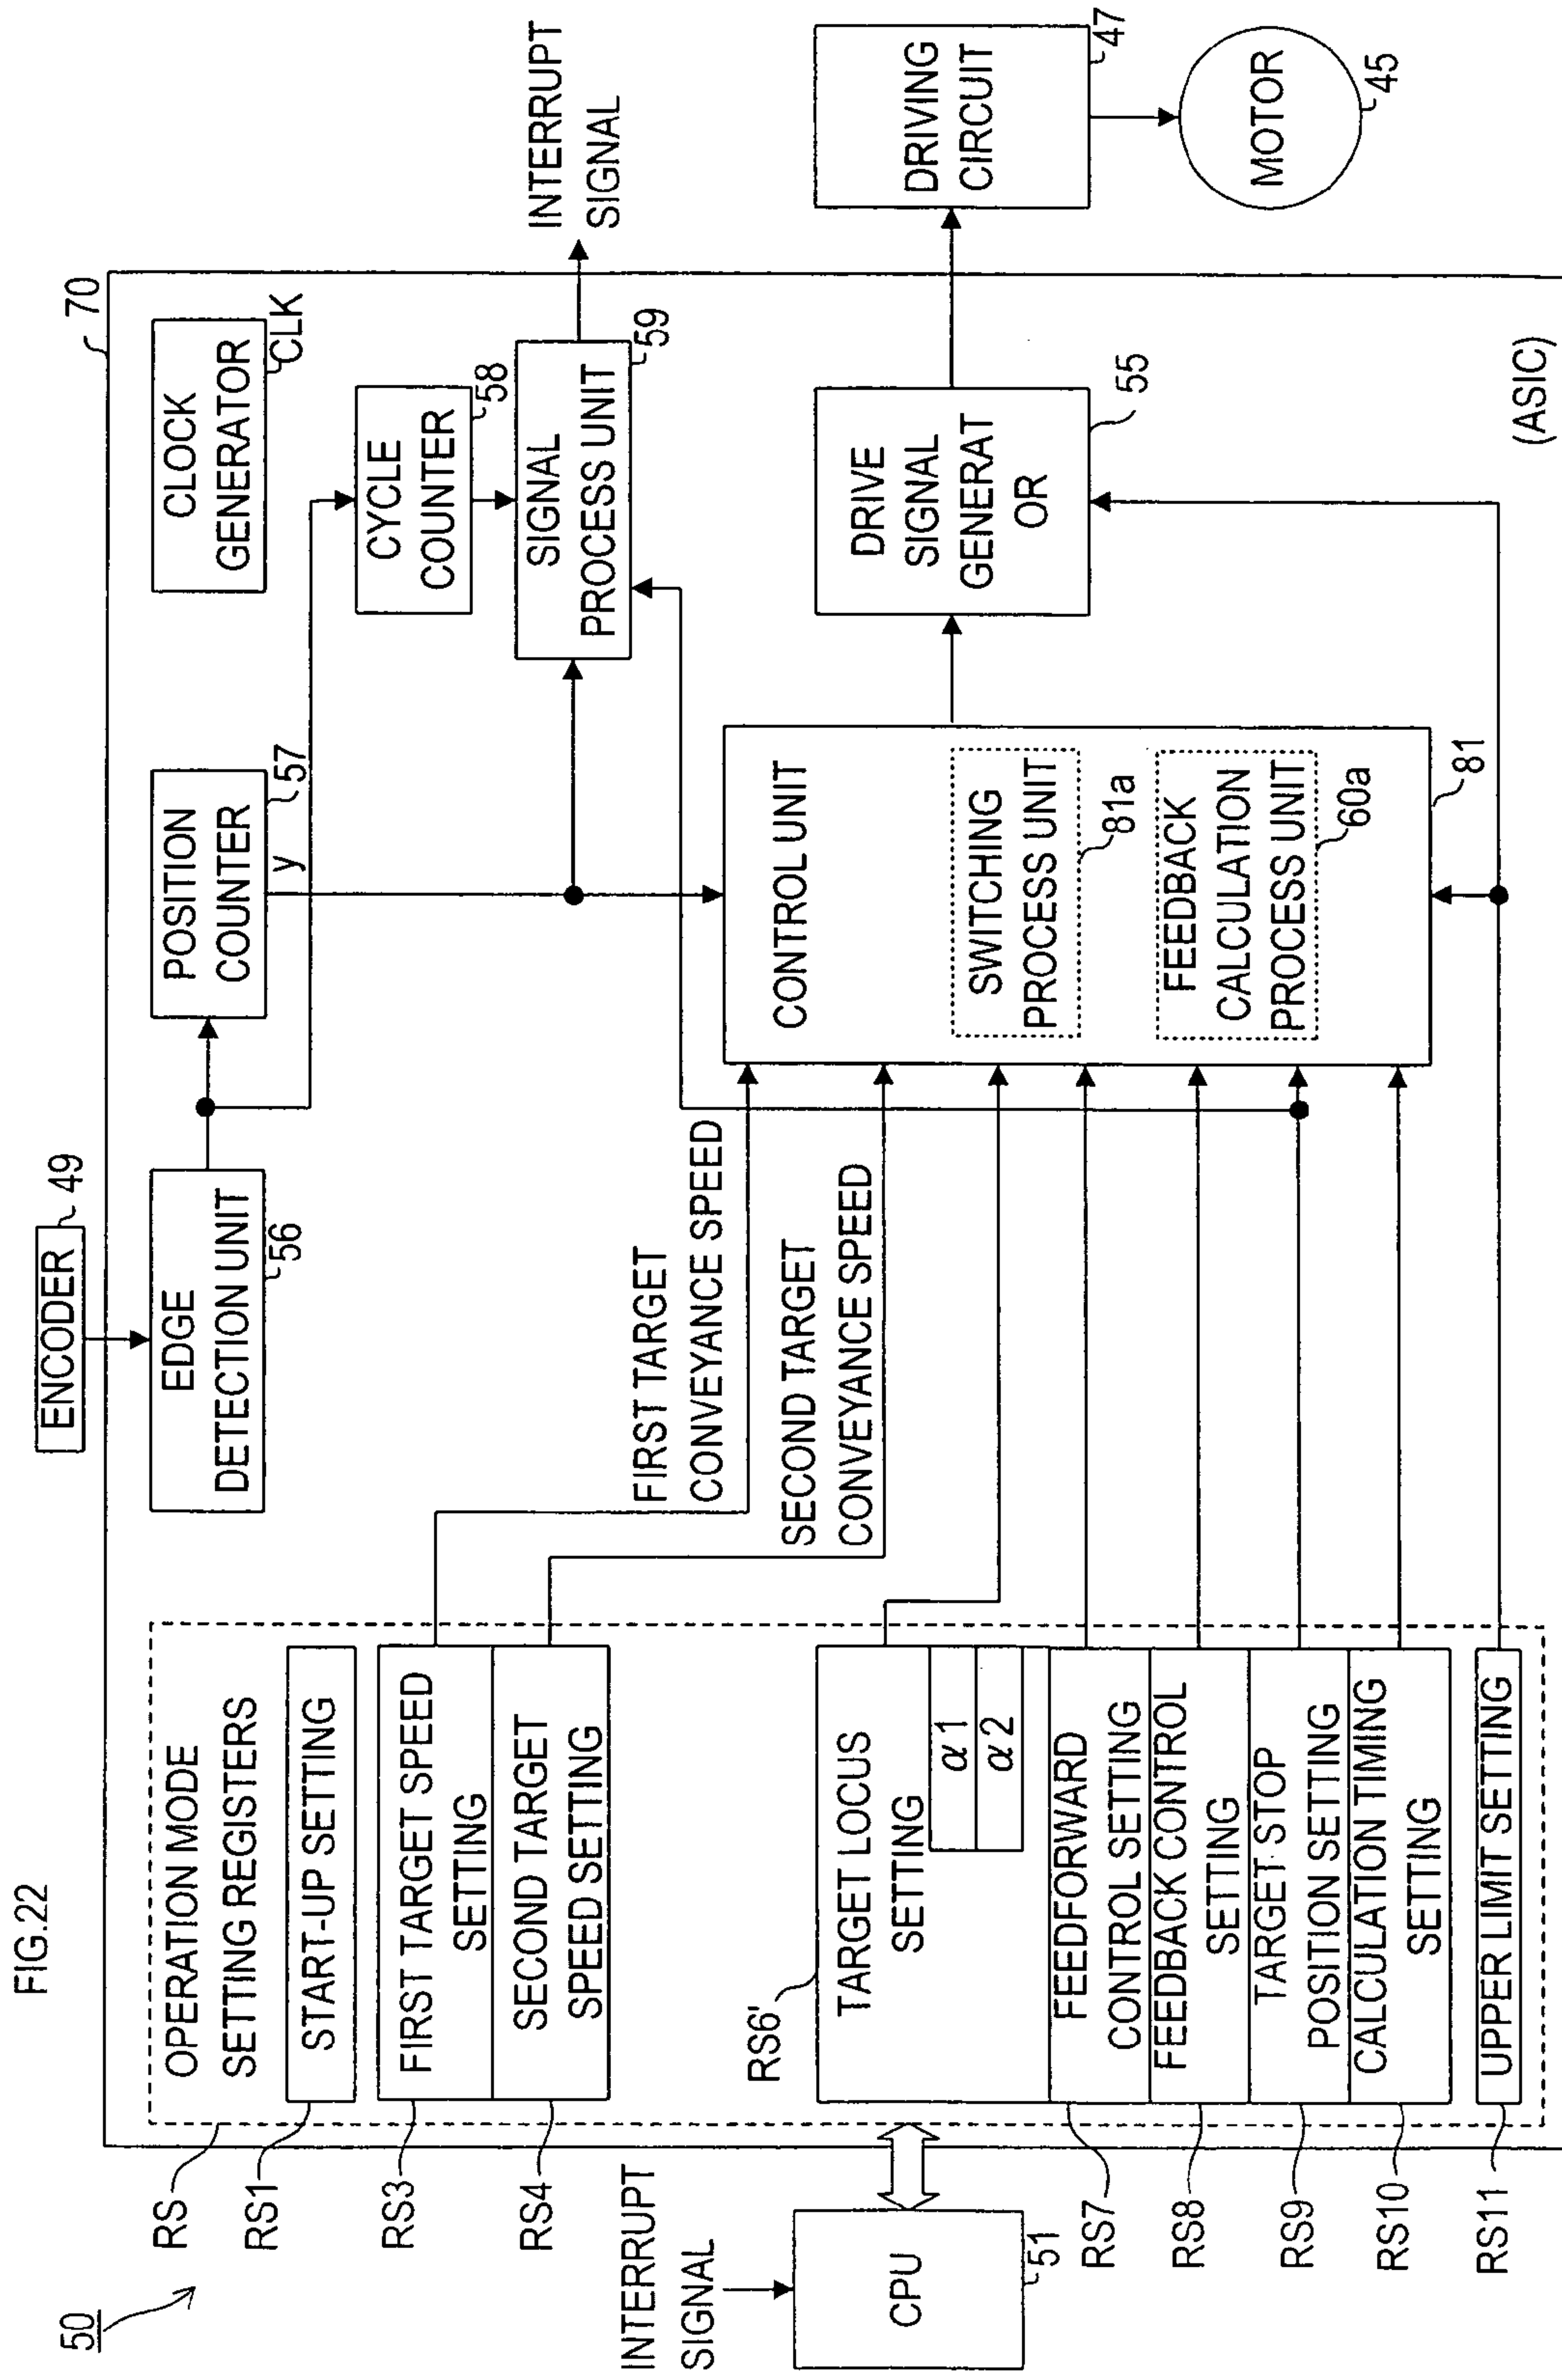 FIG.22
50
70
ENCODER
49
EDGE
DETECTION UNIT
56
POSITION
COUNTER
57
y
CLOCK
GENERATOR
CLK
CYCLE
COUNTER
58
SIGNAL
PROCESS UNIT
59
INTERRUPT
SIGNAL
OPERATION MODE
SETTING REGISTERS
RS
START-UP SETTING
RS1
FIRST TARGET SPEED
SETTING
RS3
SECOND TARGET
SPEED SETTING
RS4
FIRST TARGET
CONVEYANCE SPEED
SECOND TARGET
CONVEYANCE SPEED
RS6'
TARGET LOCUS
SETTING
α1
α2
FEEDFORWARD
CONTROL SETTING
RS7
FEEDBACK CONTROL
SETTING
RS8
TARGET STOP
POSITION SETTING
RS9
CALCULATION TIMING
SETTING
RS10
UPPER LIMIT SETTING
RS11
INTERRUPT
SIGNAL
CPU
51
CONTROL UNIT
SWITCHING
PROCESS UNIT
81a
FEEDBACK
CALCULATION
PROCESS UNIT
60a
81
DRIVE
SIGNAL
GENERAT
OR
55
DRIVING
CIRCUIT
47
MOTOR
45
(ASIC)